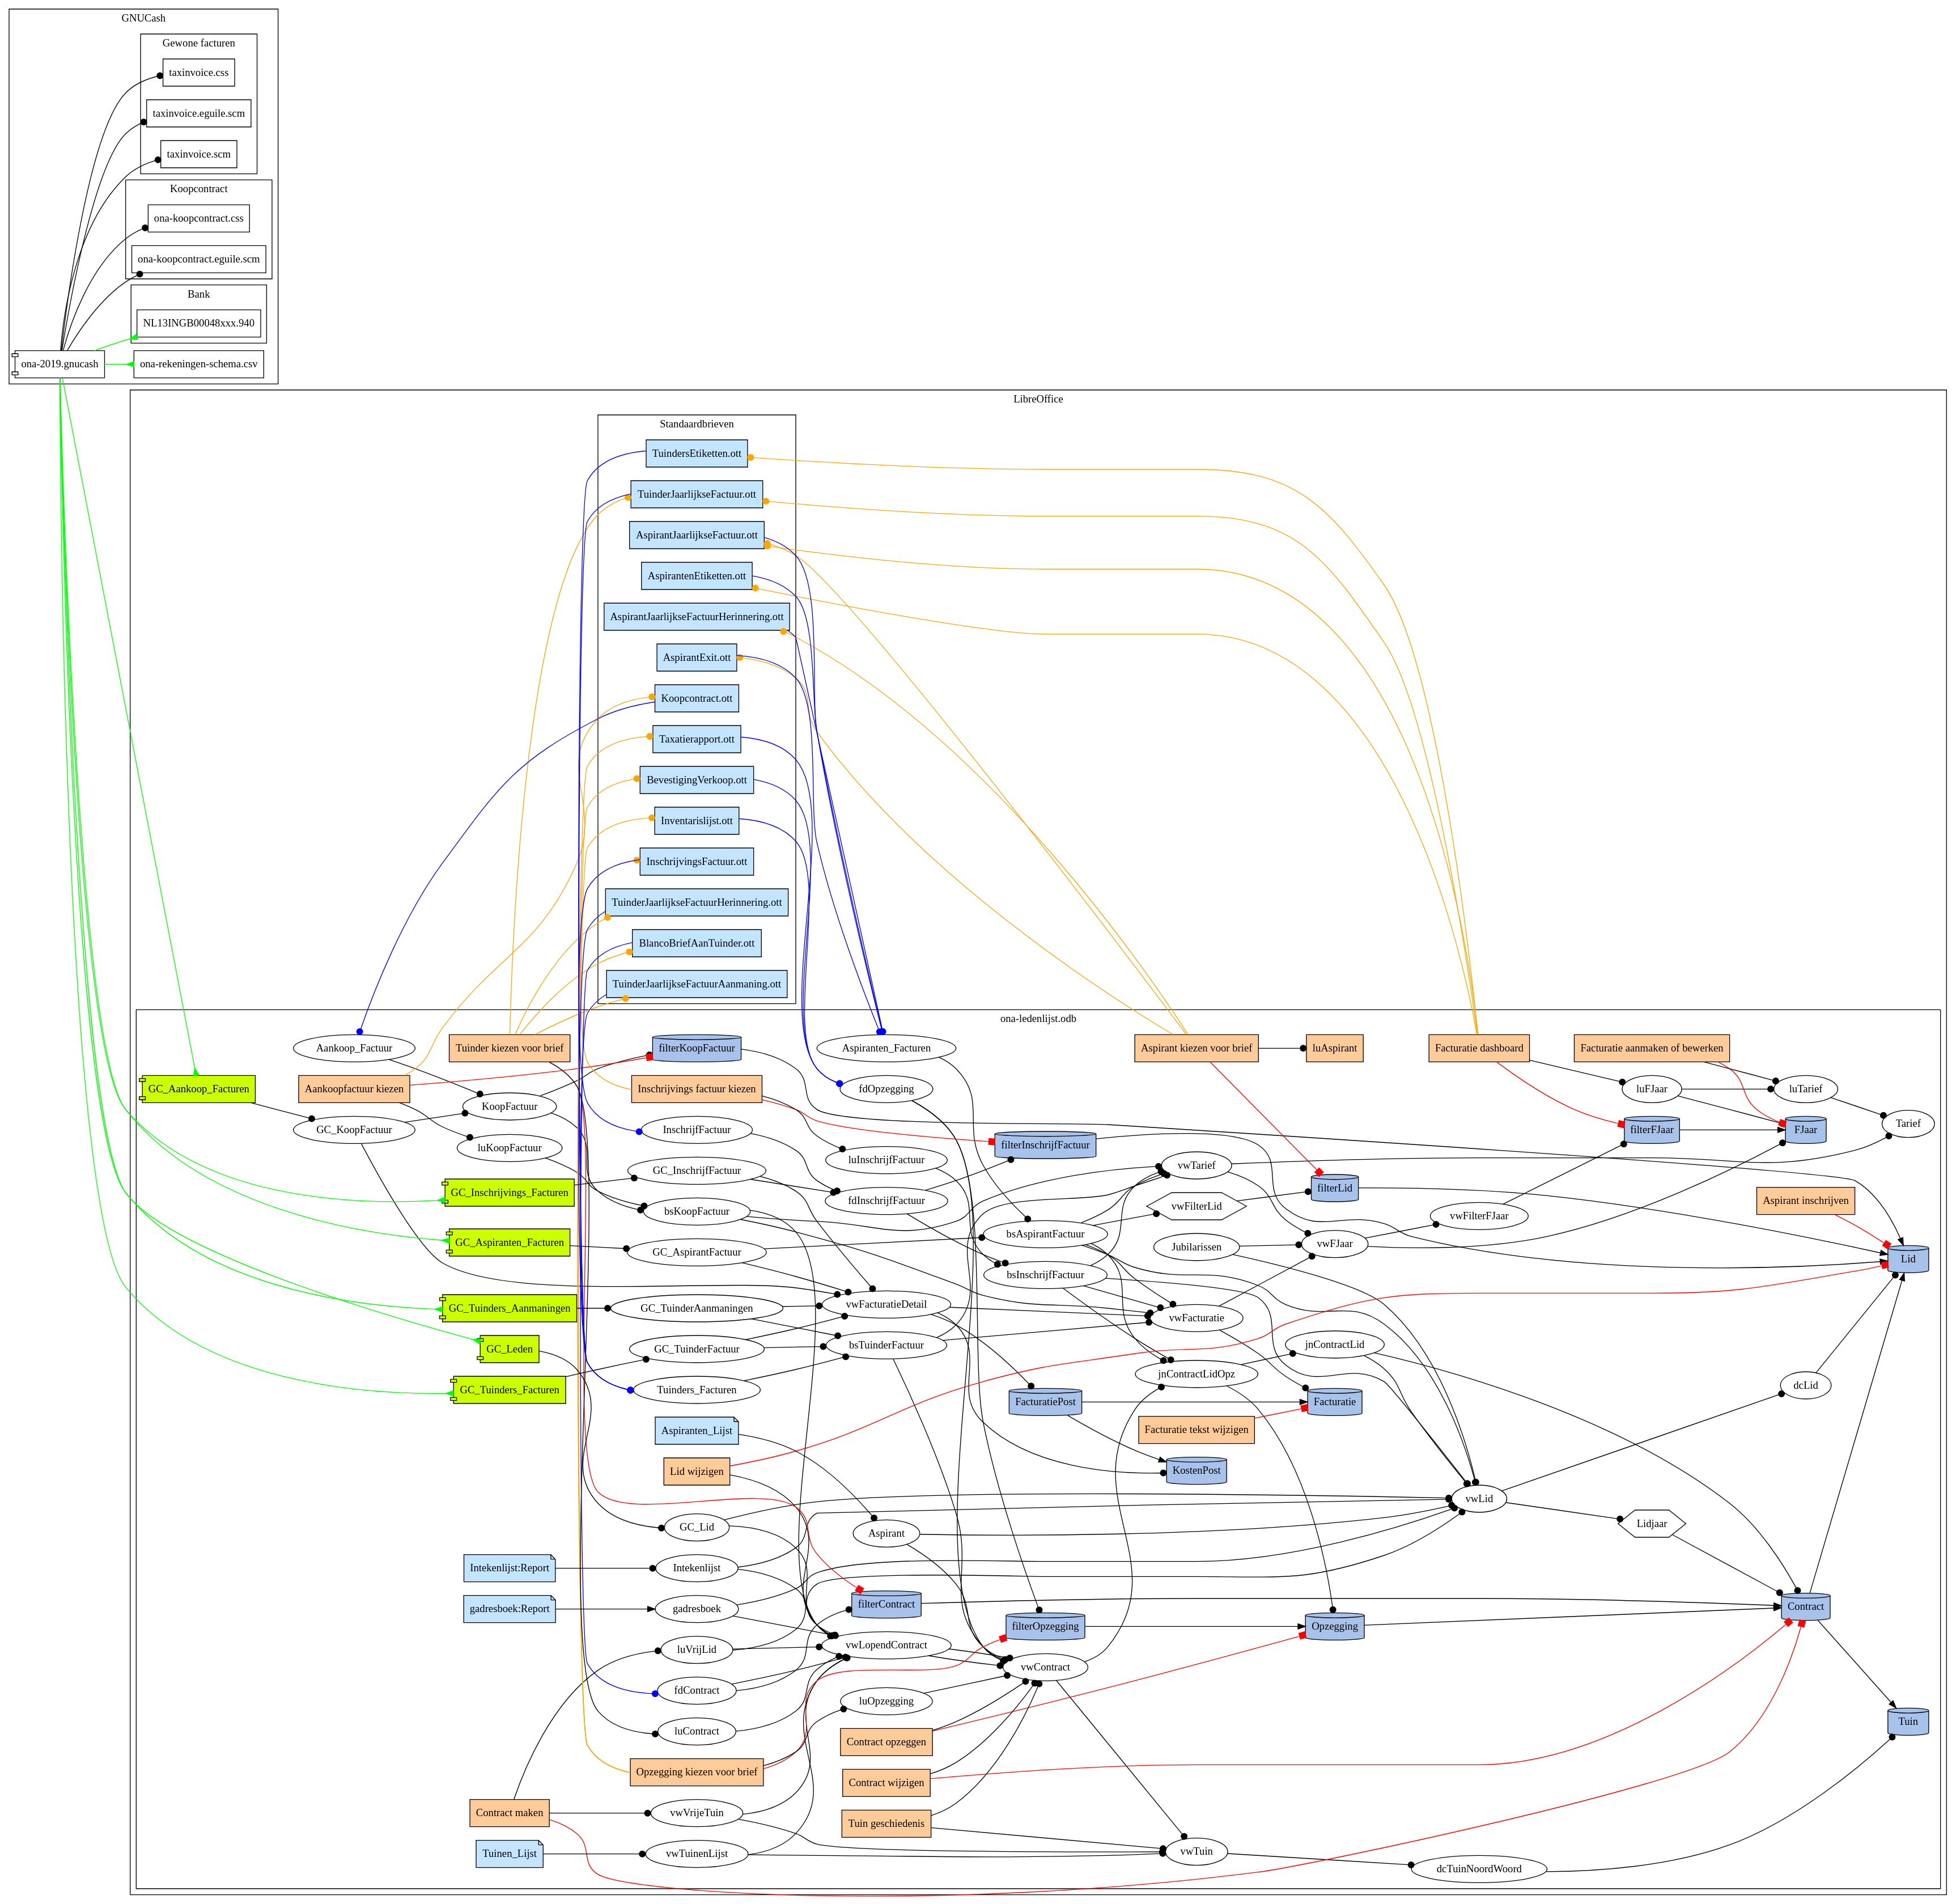 GNUCash
Gewone facturen
taxinvoice.css
taxinvoice.eguile.scm
taxinvoice.scm
Koopcontract
ona-koopcontract.css
ona-koopcontract.eguile.scm
Bank
NL13INGB00048xxx.940
ona-2019.gnucash
ona-rekeningen-schema.csv
LibreOffice
Standaardbrieven
TuindersEtiketten.ott
TuinderJaarlijkseFactuur.ott
AspirantJaarlijkseFactuur.ott
AspirantenEtiketten.ott
AspirantJaarlijkseFactuurHerinnering.ott
AspirantExit.ott
Koopcontract.ott
Taxatierapport.ott
BevestigingVerkoop.ott
Inventarislijst.ott
InschrijvingsFactuur.ott
TuinderJaarlijkseFactuurHerinnering.ott
BlancoBriefAanTuinder.ott
TuinderJaarlijkseFactuurAanmaning.ott
ona-ledenlijst.odb
Aankoop_Factuur
Tuinder kiezen voor brief
filterKoopFactuur
Aspiranten_Facturen
Aspirant kiezen voor brief
luAspirant
Facturatie dashboard
Facturatie aanmaken of bewerken
GC_Aankoop_Facturen
Aankoopfactuur kiezen
Inschrijvings factuur kiezen
fdOpzegging
luFJaar
luTarief
KoopFactuur
GC_KoopFactuur
InschrijfFactuur
filterInschrijfFactuur
filterFJaar
FJaar
Tarief
luKoopFactuur
luInschrijfFactuur
GC_InschrijfFactuur
vwTarief
GC_Inschrijvings_Facturen
fdInschrijfFactuur
filterLid
Aspirant inschrijven
vwFilterLid
bsKoopFactuur
vwFilterFJaar
bsAspirantFactuur
GC_Aspiranten_Facturen
GC_AspirantFactuur
Jubilarissen
vwFJaar
Lid
bsInschrijfFactuur
GC_Tuinders_Aanmaningen
GC_TuinderAanmaningen
vwFacturatieDetail
vwFacturatie
GC_Leden
GC_TuinderFactuur
bsTuinderFactuur
jnContractLid
jnContractLidOpz
GC_Tuinders_Facturen
Tuinders_Facturen
dcLid
FacturatiePost
Facturatie
Aspiranten_Lijst
Facturatie tekst wijzigen
Lid wijzigen
KostenPost
vwLid
GC_Lid
Aspirant
Lidjaar
Intekenlijst:Report
Intekenlijst
gadresboek:Report
gadresboek
filterContract
Contract
filterOpzegging
Opzegging
luVrijLid
vwLopendContract
vwContract
fdContract
luOpzegging
Tuin
luContract
Contract opzeggen
Opzegging kiezen voor brief
Contract wijzigen
Contract maken
vwVrijeTuin
Tuin geschiedenis
Tuinen_Lijst
vwTuinenLijst
vwTuin
dcTuinNoordWoord